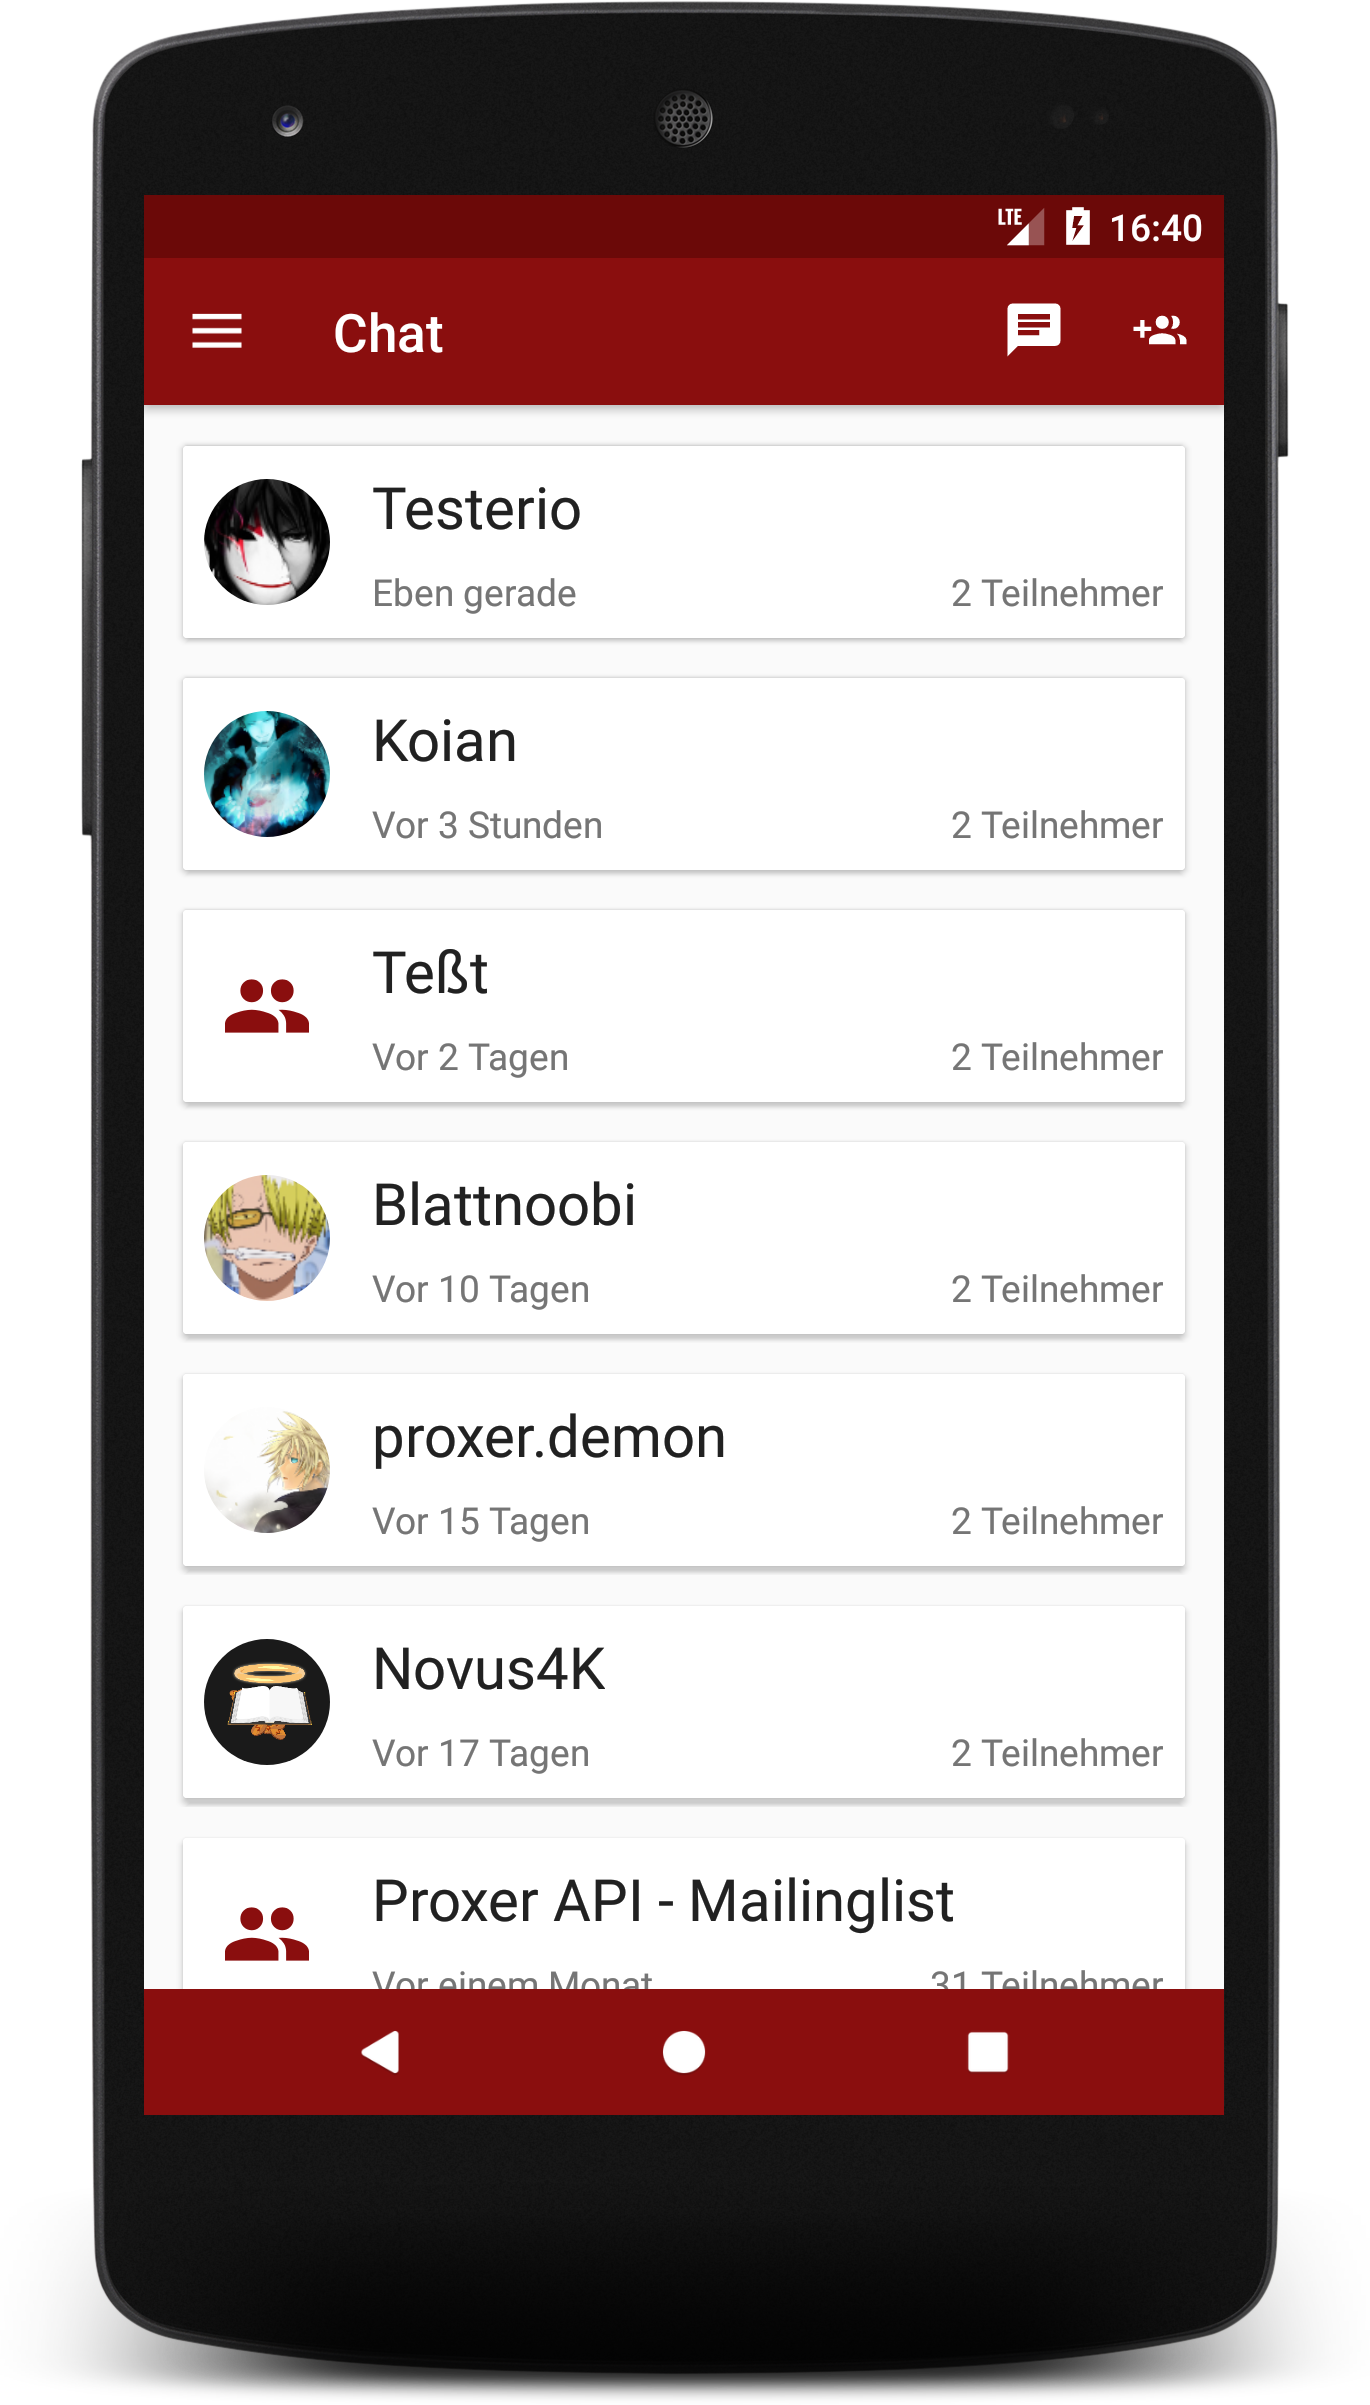 LTE 16:40
Chat
Testerio
Eben gerade 2 Teilnehmer
Koian
Vor 3 Stunden 2 Teilnehmer
Teßt
Vor 2 Tagen 2 Teilnehmer
Blattnoobi
Vor 10 Tagen 2 Teilnehmer
proxer.demon
Vor 15 Tagen 2 Teilnehmer
Novus4K
Vor 17 Tagen 2 Teilnehmer
Proxer API - Mailinglist
Vor einem Monat 31 Teilnehmer